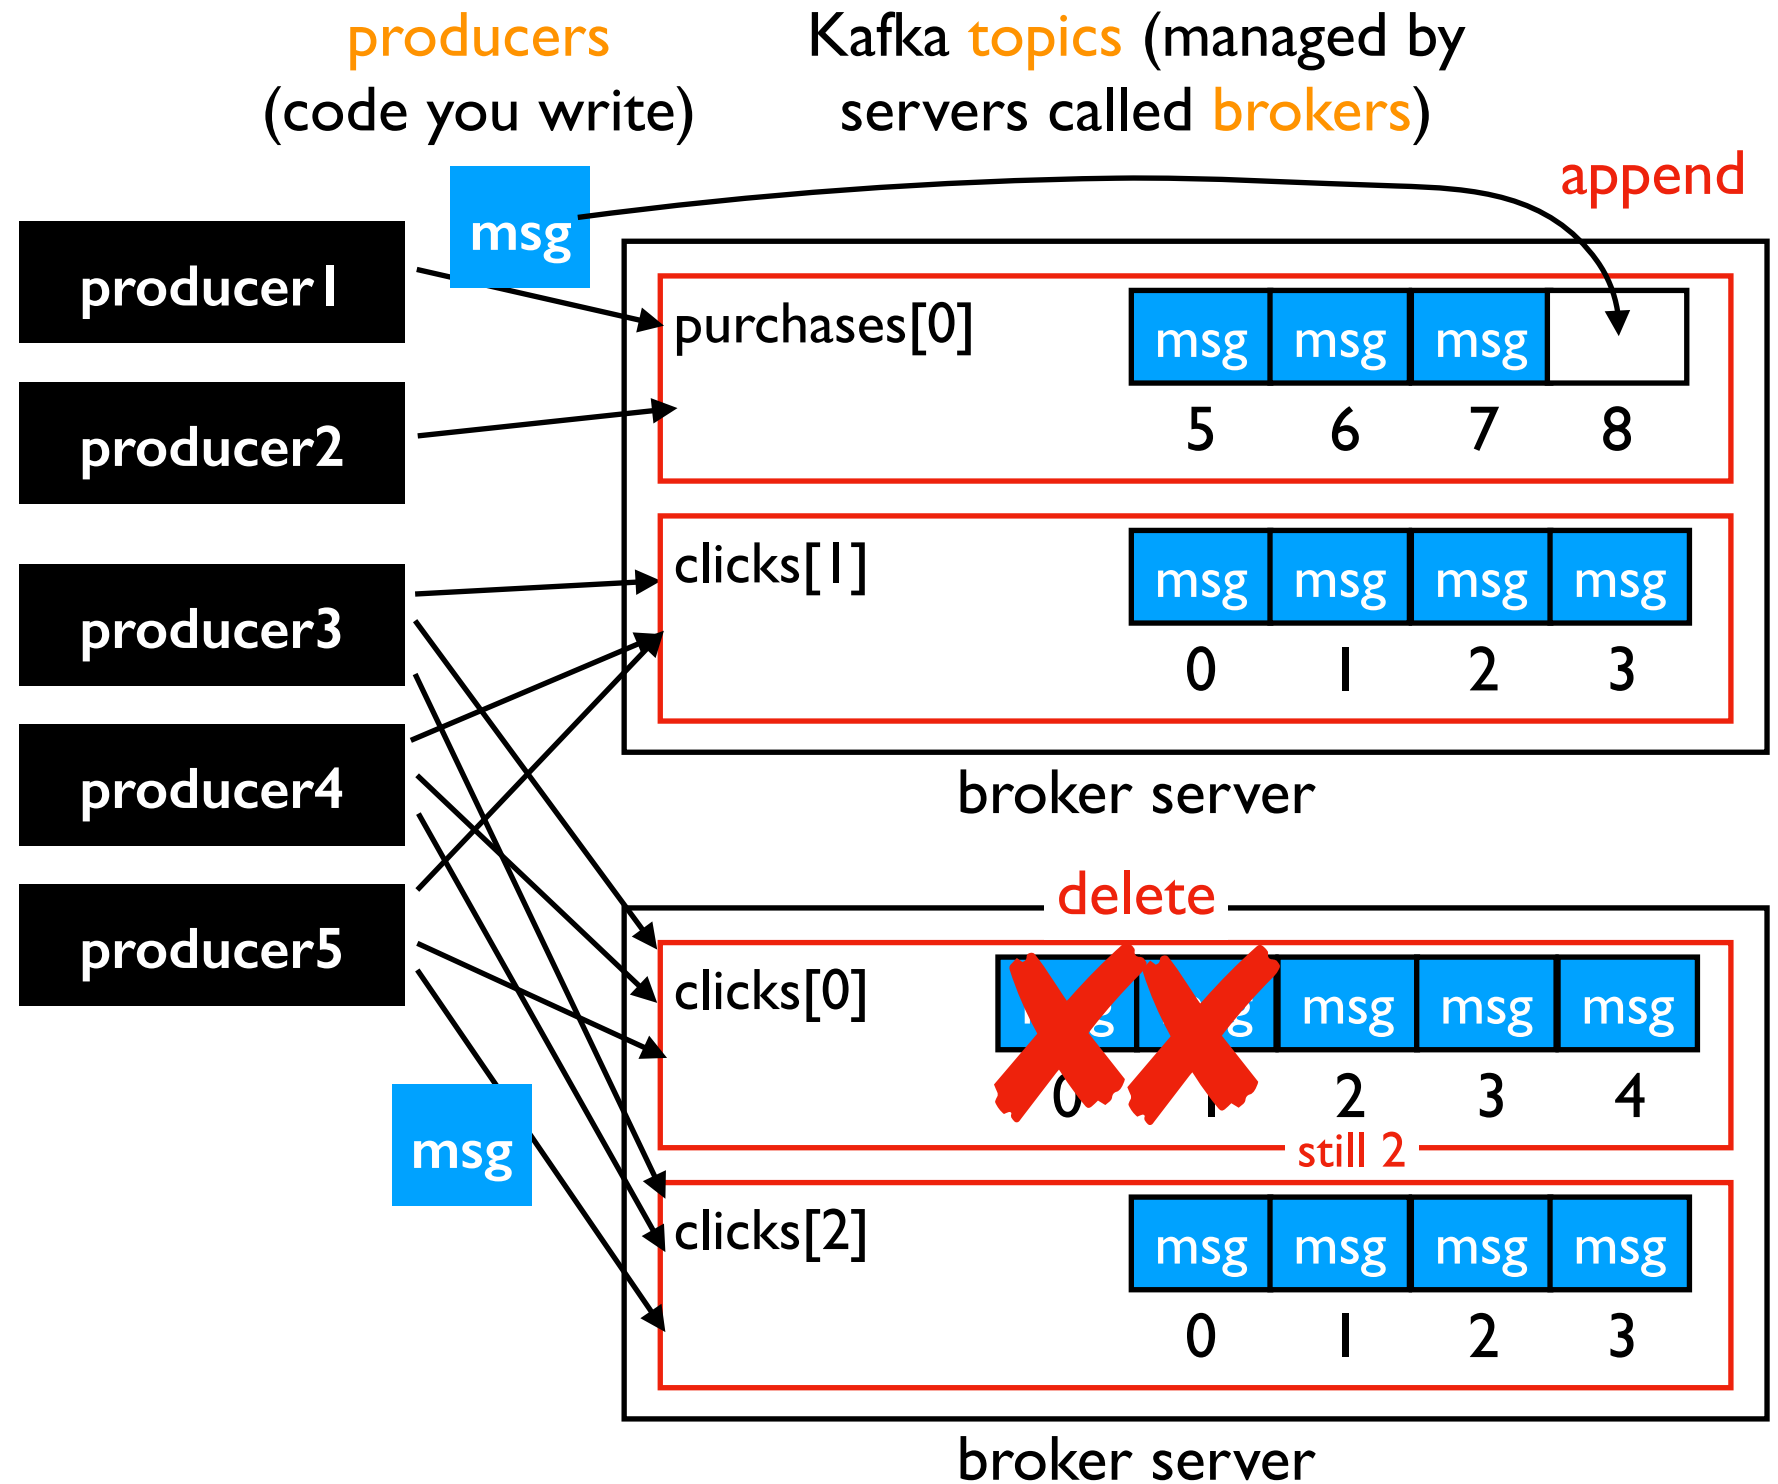 producers
(code you write)
Kafka topics (managed by
servers called brokers)
append
msg
producer1
producer2
producer3
producer4
producer5
msg
purchases[0]
msg msg msg
5 6 7 8
clicks[1]
msg msg msg msg
0 1 2 3
broker server
delete
clicks[0]
msg msg msg
0 1 2 3 4
still 2
clicks[2]
msg msg msg msg
0 1 2 3
broker server